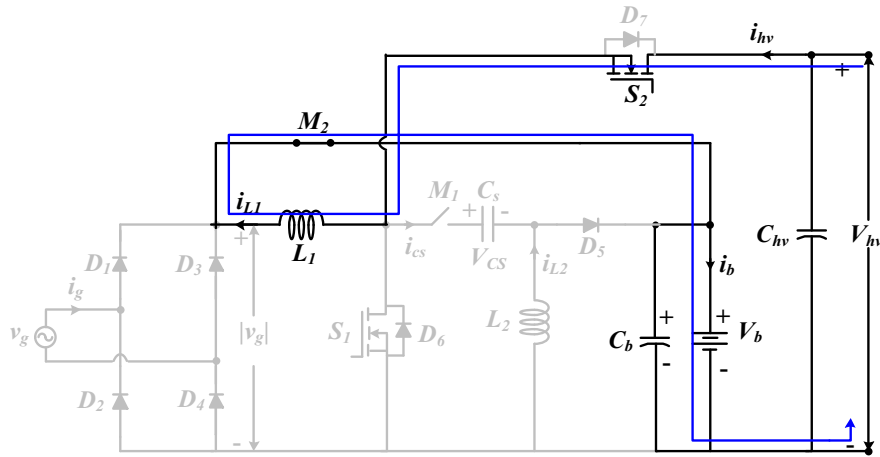 D7
ihv
+
S2
M2
iL1
+
L1
M1
Cs
+ -
ics
VCS
iL2
D5
ib
Chv
Vhv
D1
D3
ig
vg
|vg|
S1
D6
L2
+
Cb
-
+
Vb
-
D2
D4
-
-